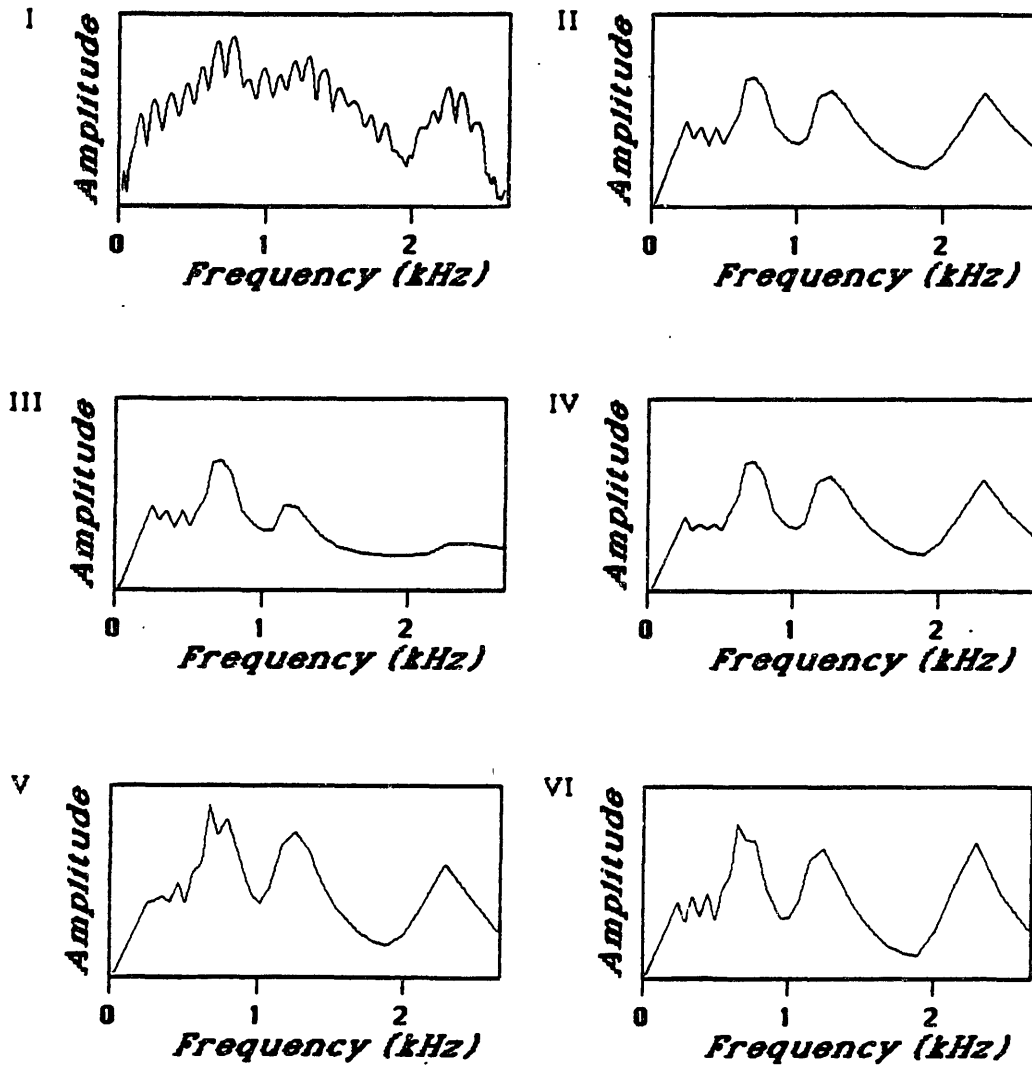 I
Amplitude
0 1 2
Frequency (kHz)
II
Amplitude
0 1 2
Frequency (kHz)
III
Amplitude
0 1 2
Frequency (kHz)
IV
Amplitude
0 1 2
Frequency (kHz)
V
Amplitude
0 1 2
Frequency (kHz)
VI
Amplitude
0 1 2
Frequency (kHz)